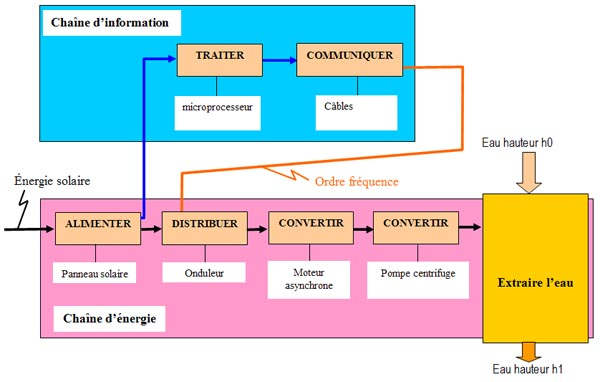 Chaîne d'information
TRAITER
COMMUNIQUER
microprocesseur
Câbles
Eau hauteur h0
Énergie solaire
Ordre fréquence
ALIMENTER
DISTRIBUER
CONVERTIR
CONVERTIR
Panneau solaire
Onduleur
Moteur
asynchrone
Pompe centrifuge
Extraire l'eau
Chaîne d'énergie
Eau hauteur h1